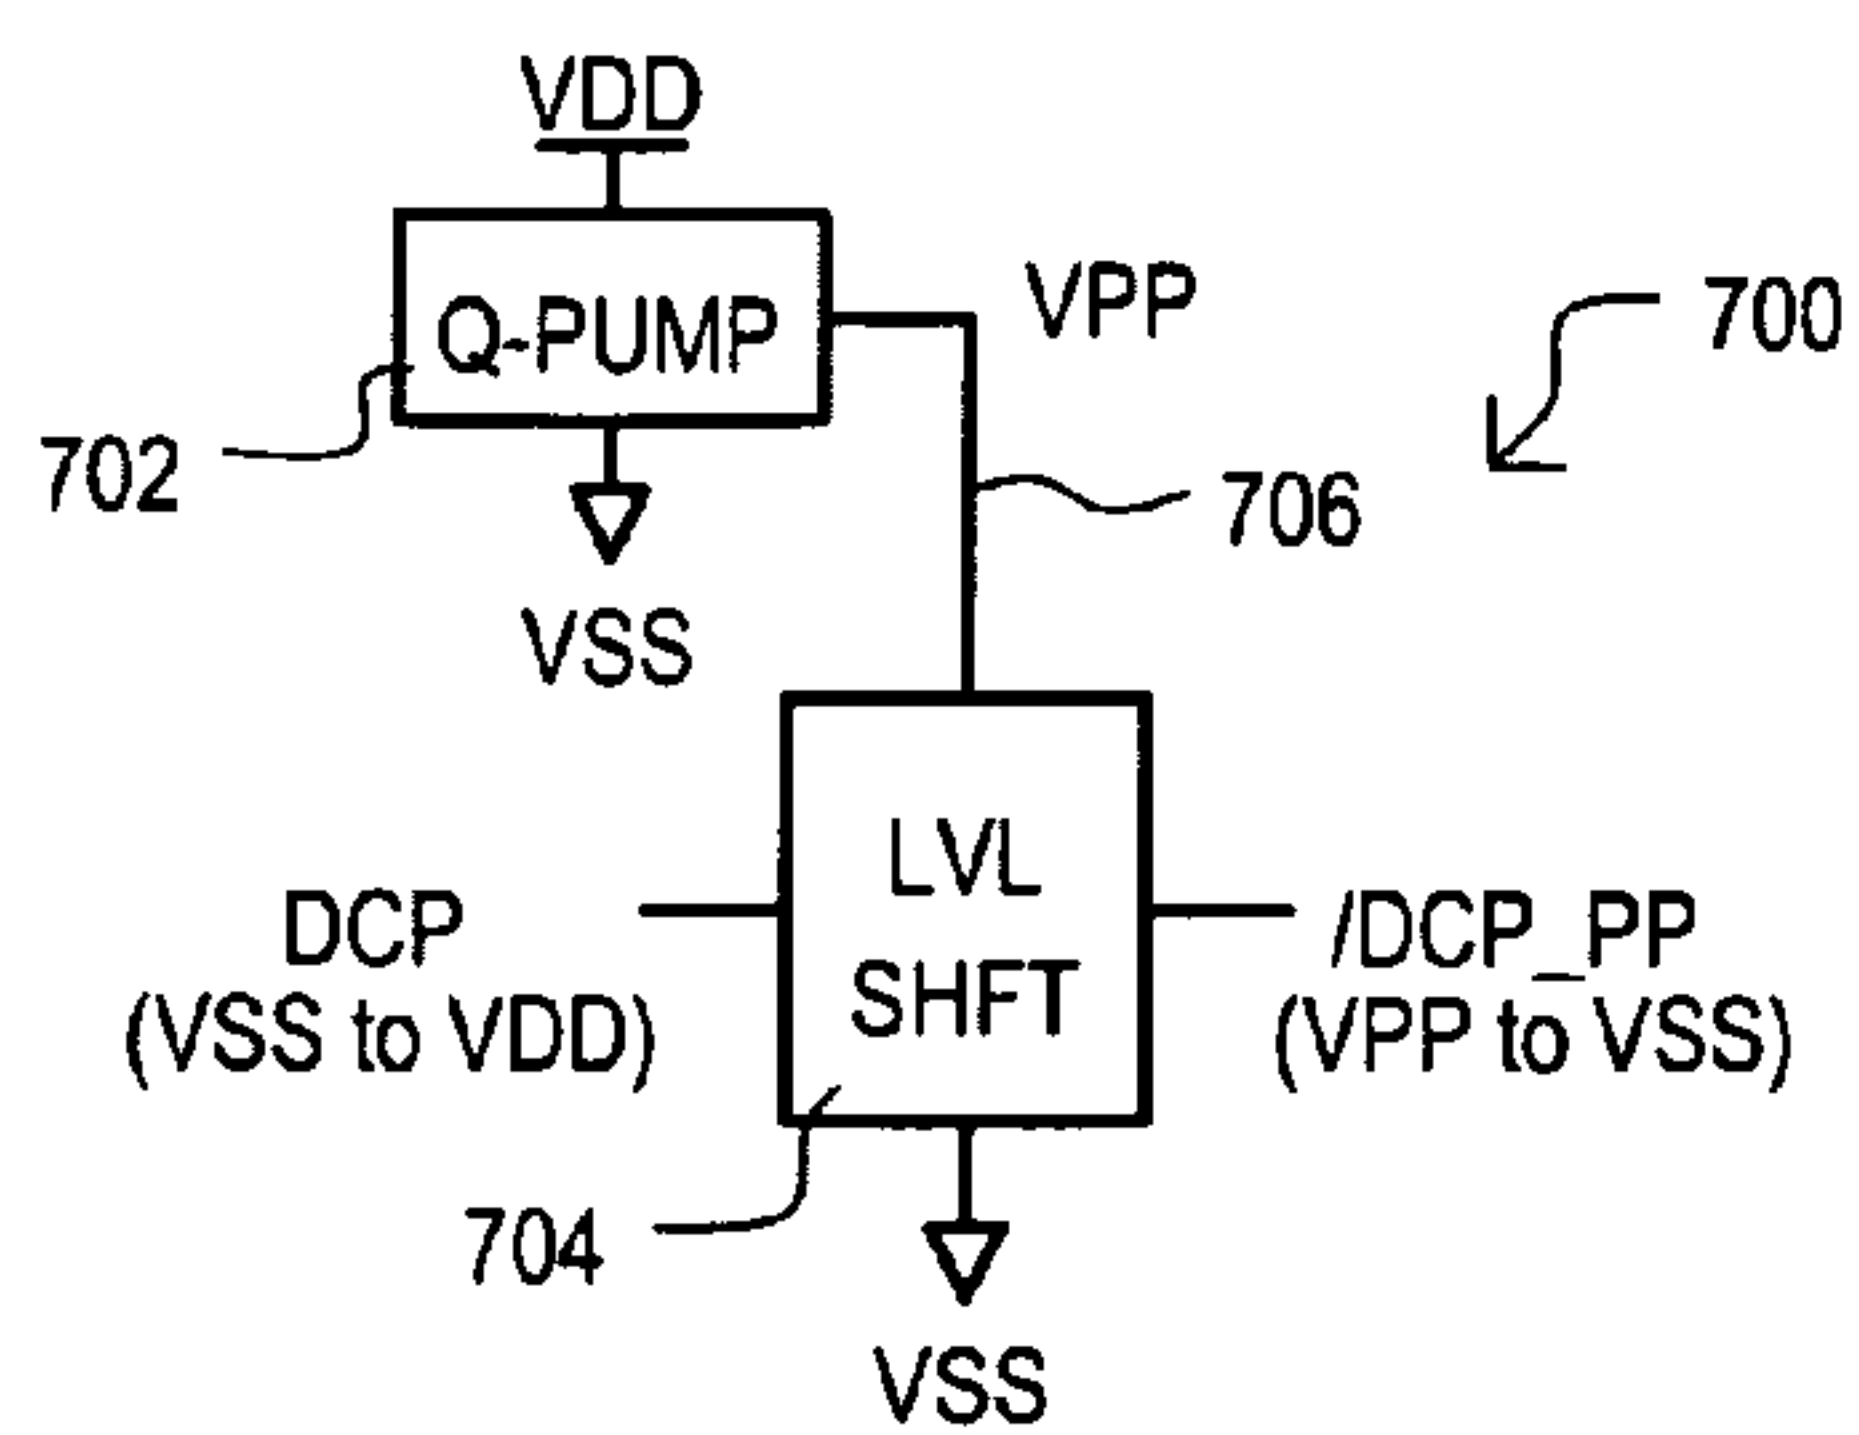 VDD
Q-PUMP
VPP
700
702
706
VSS
LVL
SHFT
DCP
(VSS to VDD)
/DCP_PP
(VPP to VSS)
704
VSS